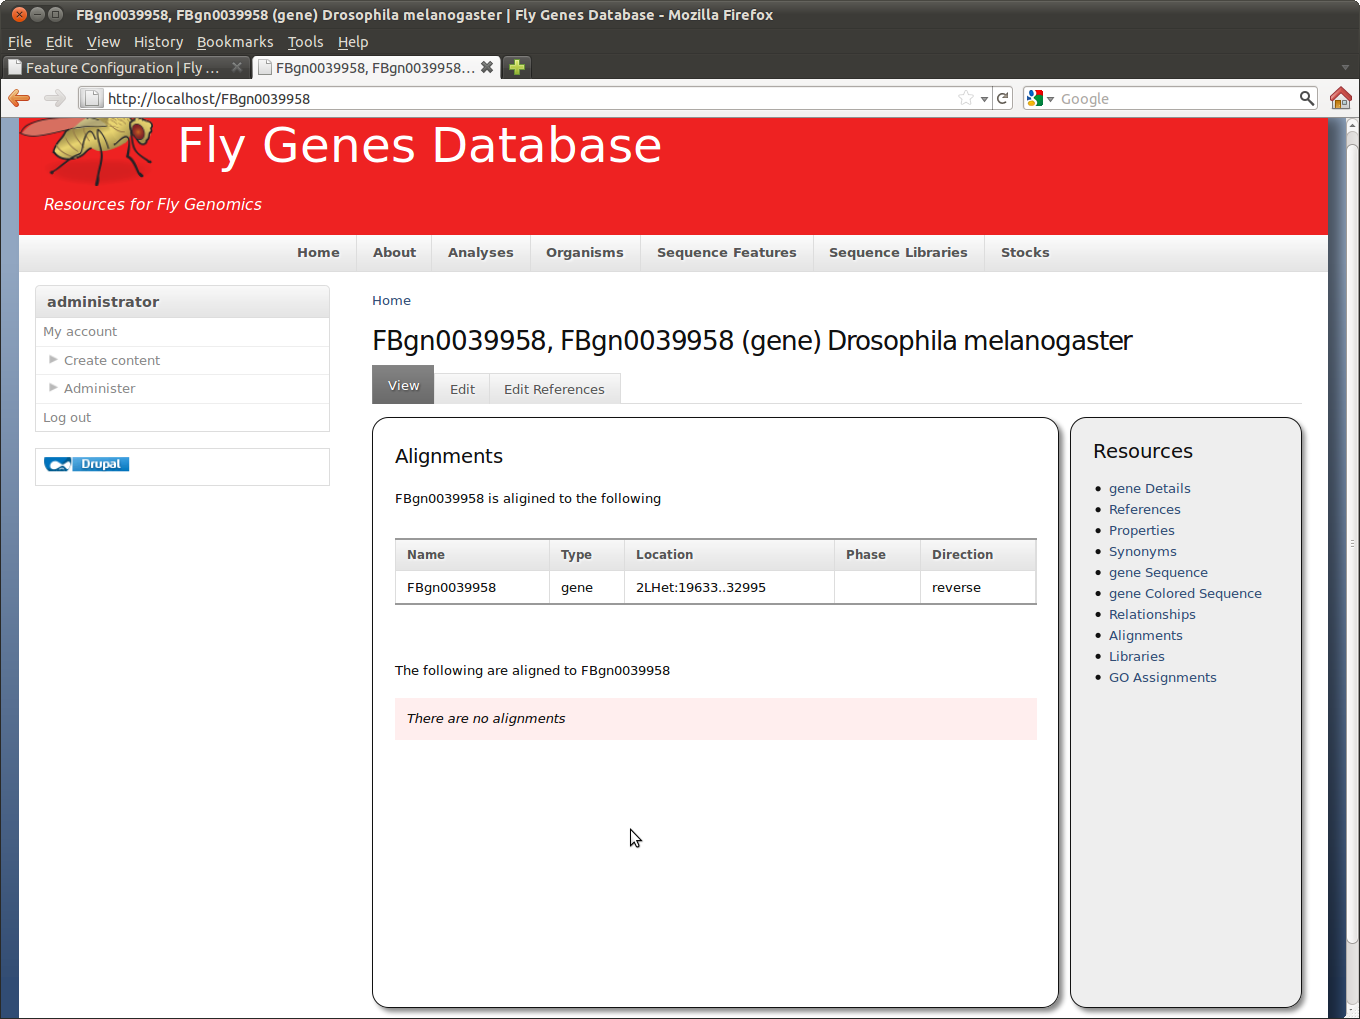 FBgn0039958, FBgn0039958 (gene) Drosophila melanogaster | Fly Genes Database - Mozilla Firefox
File Edit View History Bookmarks Tools Help
Feature Configuration | Fly ... FBgn0039958, FBgn0039958...
http://localhost/FBgn0039958 Google
Fly Genes Database
Resources for Fly Genomics
Home About Analyses Organisms Sequence Features Sequence Libraries Stocks
administrator
My account
Create content
Administer
Log out
Drupal
Home
FBgn0039958, FBgn0039958 (gene) Drosophila melanogaster
View Edit Edit References
Alignments
FBgn0039958 is aligined to the following
Name Type Location Phase Direction
FBgn0039958 gene 2LHet:19633..32995 reverse
The following are aligned to FBgn0039958
There are no alignments
Resources
gene Details
References
Properties
Synonyms
gene Sequence
gene Colored Sequence
Relationships
Alignments
Libraries
GO Assignments